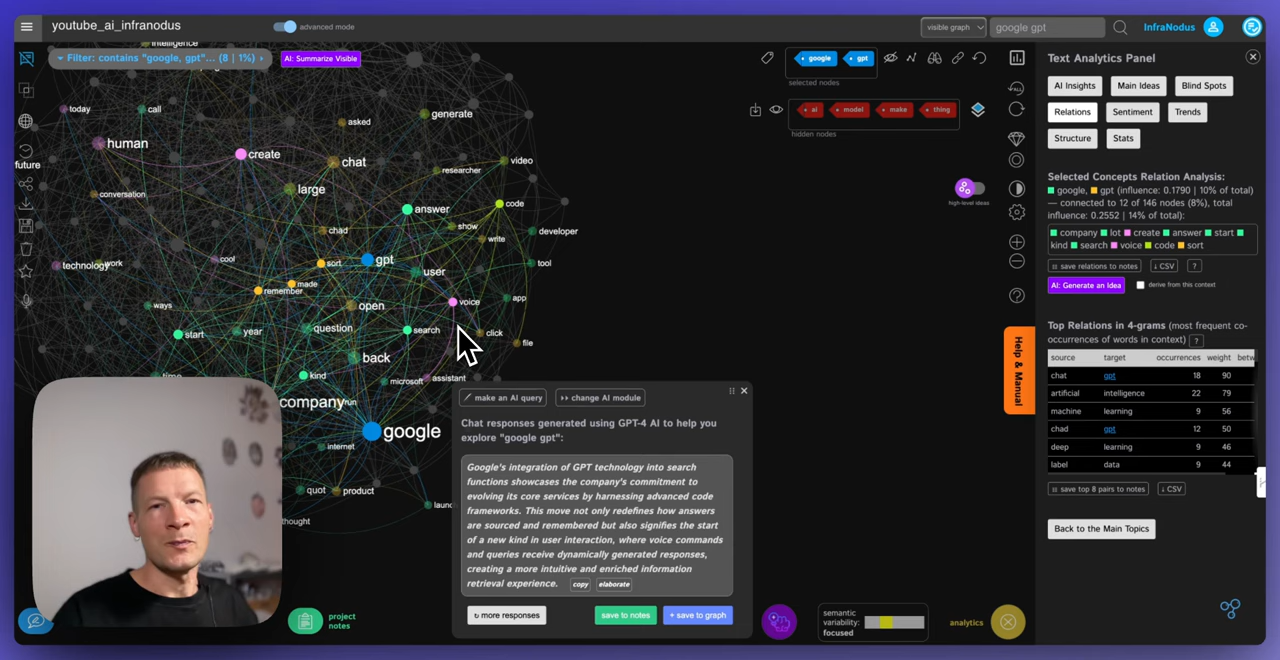 youtube_ai_infranodus
advanced mode
visible graph
google gpt
InfraNodus
Filter: contains "google, gpt"... (8 | 1%)
AI: Summarize Visible
google
gpt
selected nodes
ai
model
make
thing
hidden nodes
high-level ideas
intelligence
today
call
asked
generate
human
create
chat
video
researcher
future
conversation
large
answer
code
chad
show
write
developer
technology
work
cool
sort
gpt
user
tool
remember
made
ways
open
voice
app
start
year
question
search
click
file
time
kind
back
microsoft
assistant
company
run
google
internet
quot
product
thought
launc
project
notes
make an AI query
change AI module
Chat responses generated using GPT-4 AI to help you
explore "google gpt":
Google's integration of GPT technology into search
functions showcases the company's commitment to
evolving its core services by harnessing advanced code
frameworks. This move not only redefines how answers
are sourced and remembered but also signifies the start
of a new kind in user interaction, where voice commands
and queries receive dynamically generated responses,
creating a more intuitive and enriched information
retrieval experience. copy elaborate
more responses
save to notes
+ save to graph
semantic
variability:
focused
analytics
Help & Manual
Text Analytics Panel
AI Insights
Main Ideas
Blind Spots
Relations
Sentiment
Trends
Structure
Stats
Selected Concepts Relation Analysis:
google, gpt (influence: 0.1790 | 10% of total)
— connected to 12 of 146 nodes (8%), total
influence: 0.2552 | 14% of total):
company lot create answer start
kind search voice code sort
save relations to notes
CSV
?
AI: Generate an Idea
derive from this context
Top Relations in 4-grams (most frequent co-
occurrences of words in context) ?
source target occurrences weight betw
chat gpt 18 90
artificial intelligence 22 79
machine learning 9 56
chad gpt 12 50
deep learning 9 46
label data 9 44
save top 8 pairs to notes
CSV
Back to the Main Topics